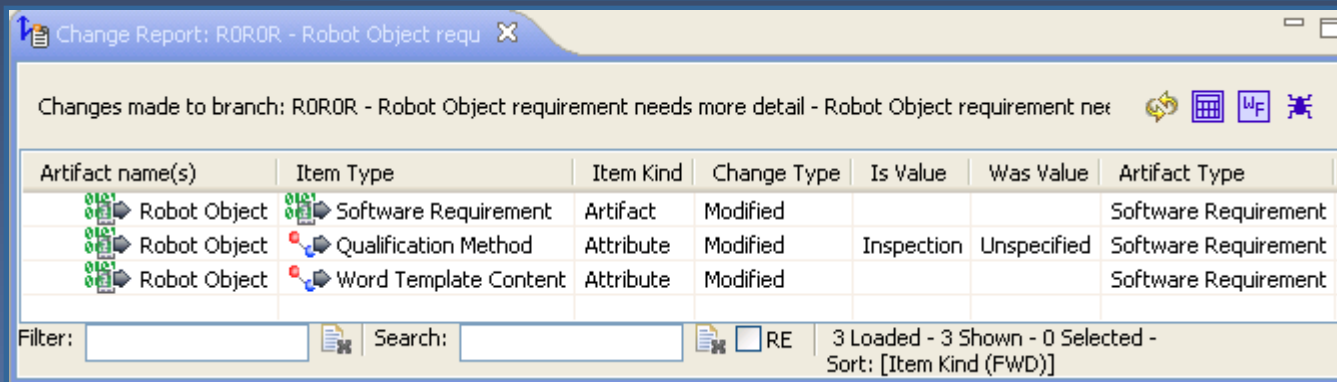 Change Report: R0R0R - Robot Object requ
Changes made to branch: R0R0R - Robot Object requirement needs more detail - Robot Object requirement nee
WF
Artifact name(s) Item Type Item Kind Change Type Is Value Was Value Artifact Type
Robot Object Software Requirement Artifact Modified Software Requirement
Robot Object Qualification Method Attribute Modified Inspection Unspecified Software Requirement
Robot Object Word Template Content Attribute Modified Software Requirement
Filter: Search: RE 3 Loaded - 3 Shown - 0 Selected -
Sort: [Item Kind (FWD)]